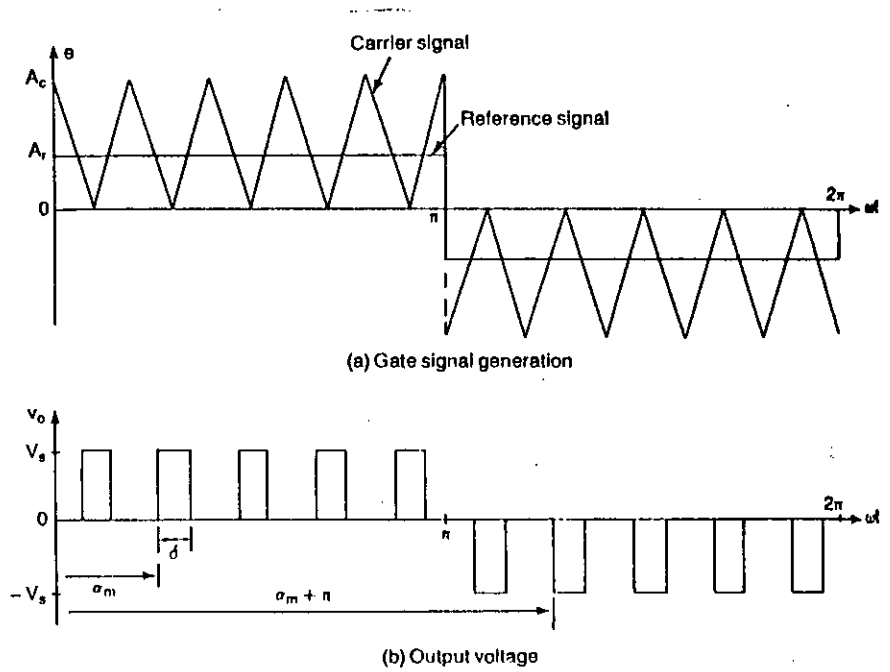 e
Carrier signal
A_c
Reference signal
A_r
0
π
2π
ωt
(a) Gate signal generation
v_o
V_s
0
δ
π
2π
ωt
α_m
α_m + π
– V_s
(b) Output voltage